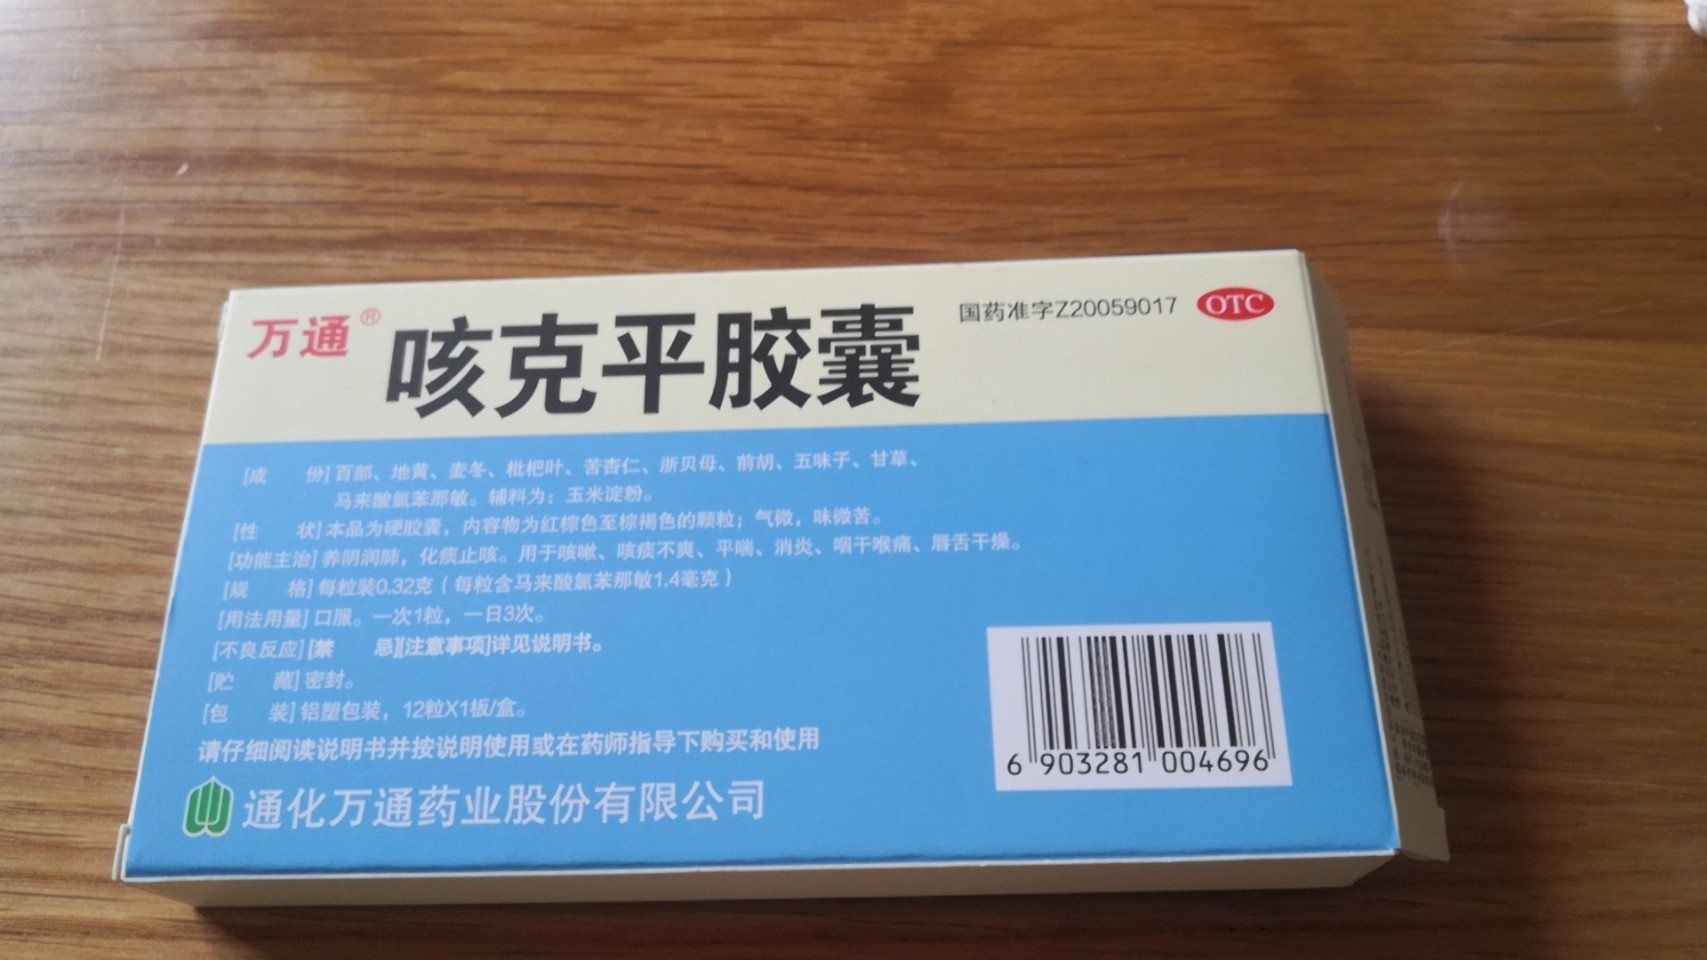 万通® 咳克平胶囊 国药准字Z20059017 OTC
[成 份]百部、地黄、麦冬、枇杷叶、苦杏仁、浙贝母、前胡、五味子、甘草、
马来酸氯苯那敏。辅料为：玉米淀粉。
[性 状]本品为硬胶囊，内容物为红棕色至棕褐色的颗粒；气微，味微苦。
[功能主治]养阴润肺，化痰止咳。用于咳嗽、咳痰不爽、平喘、消炎、咽干喉痛、唇舌干燥。
[规 格]每粒装0.32克（每粒含马来酸氯苯那敏1.4毫克）
[用法用量]口服。一次1粒，一日3次。
[不良反应][禁 忌][注意事项]详见说明书。
[贮 藏]密封。
[包 装]铝塑包装，12粒X1板/盒。
请仔细阅读说明书并按说明使用或在药师指导下购买和使用
通化万通药业股份有限公司
6 903281 004696